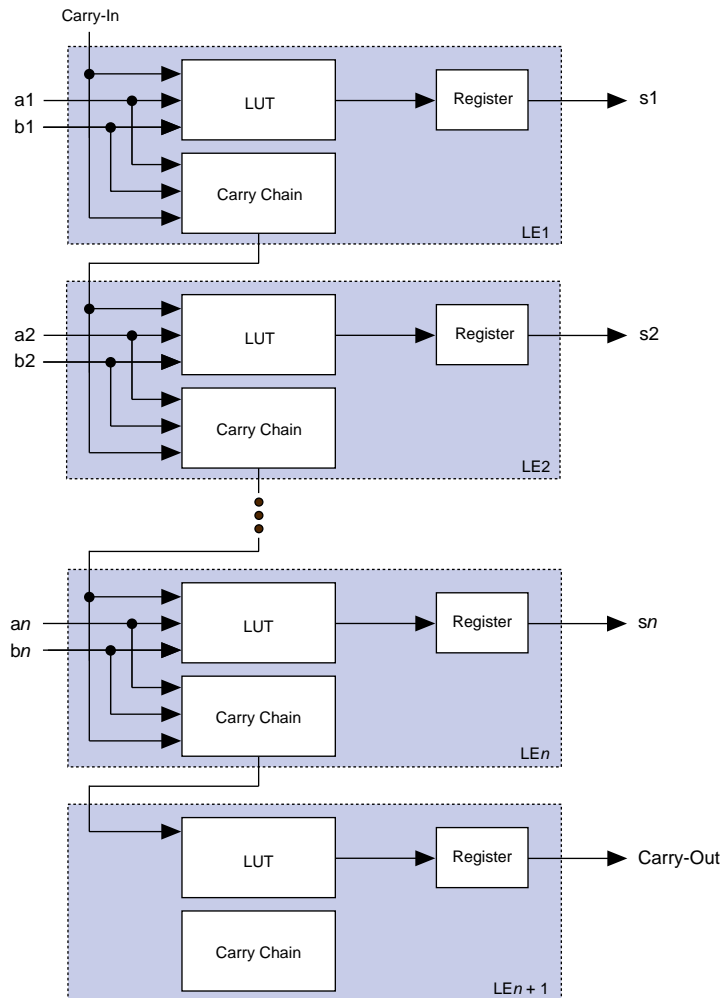 Carry-In
a1
b1
LUT
Register
s1
Carry Chain
LE1
a2
b2
LUT
Register
s2
Carry Chain
LE2
an
bn
LUT
Register
sn
Carry Chain
LEn
LUT
Register
Carry-Out
Carry Chain
LEn + 1